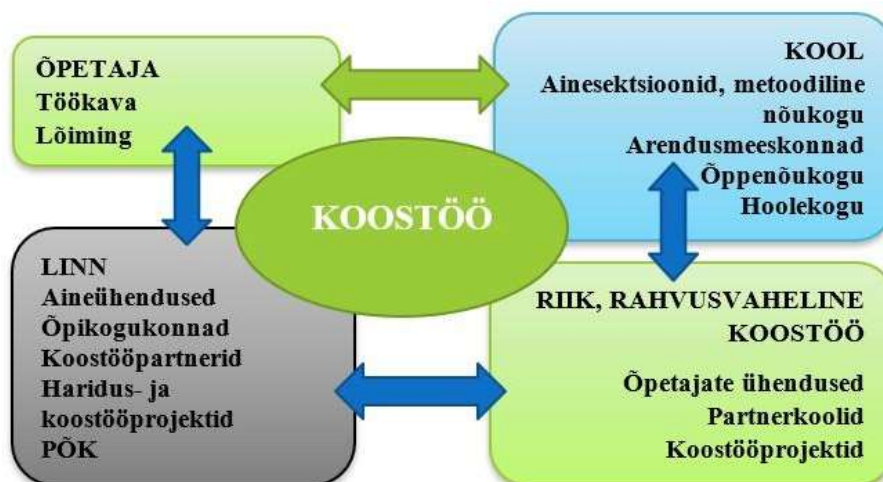 ÕPETAJA
Töökava
Lõiming
KOOL
Ainesektsioonid, metoodiline
nõukogu
Arendusmeeskonnad
Õppenõukogu
Hoolekogu
KOOSTÖÖ
LINN
Aineühendused
Õpikogukonnad
Koostööpartnerid
Haridus- ja
koostööprojektid
PÕK
RIIK, RAHVUSVAHELINE
KOOSTÖÖ
Õpetajate ühendused
Partnerkoolid
Koostööprojektid